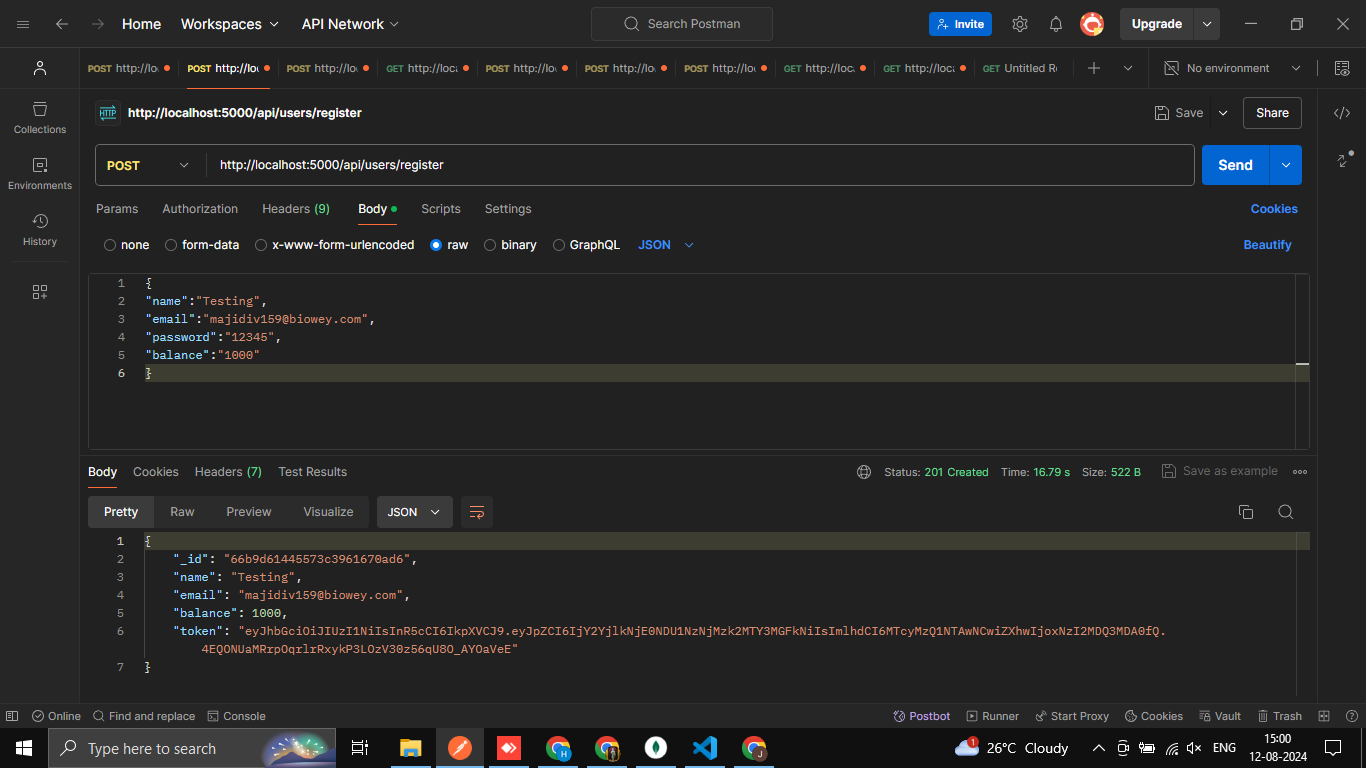 Home Workspaces API Network Search Postman Invite Upgrade
POST http://lo POST http://loc POST http://lo GET http://loca POST http://lo POST http://lo POST http://lo GET http://loca GET http://loca GET Untitled R No environment
HTTP http://localhost:5000/api/users/register Save Share
Collections
POST http://localhost:5000/api/users/register Send
Environments
Params Authorization Headers (9) Body Scripts Settings Cookies
History
none form-data x-www-form-urlencoded raw binary GraphQL JSON Beautify
1 {
2 "name":"Testing",
3 "email":"majidiv159@biowey.com",
4 "password":"12345",
5 "balance":"1000"
6 }
Body Cookies Headers (7) Test Results Status: 201 Created Time: 16.79 s Size: 522 B Save as example
Pretty Raw Preview Visualize JSON
1 {
2 "_id": "66b9d61445573c3961670ad6",
3 "name": "Testing",
4 "email": "majidiv159@biowey.com",
5 "balance": 1000,
6 "token": "eyJhbGciOiJIUzI1NiIsInR5cCI6IkpXVCJ9.eyJpZCI6IjY2YjlkNjE0NDU1NzNjMzk2MTY3MGFkNiIsImlhdCI6MTcyMzQ1NTAwNCwiZXhwIjoxNzI2MDQ3MDA0fQ.
4EQONUaMRrpOqrlrRxykP3LOzV30z56qU8O_AYOaVeE"
7 }
Online Find and replace Console Postbot Runner Start Proxy Cookies Vault Trash
Type here to search 1 26°C Cloudy ENG 15:00
12-08-2024